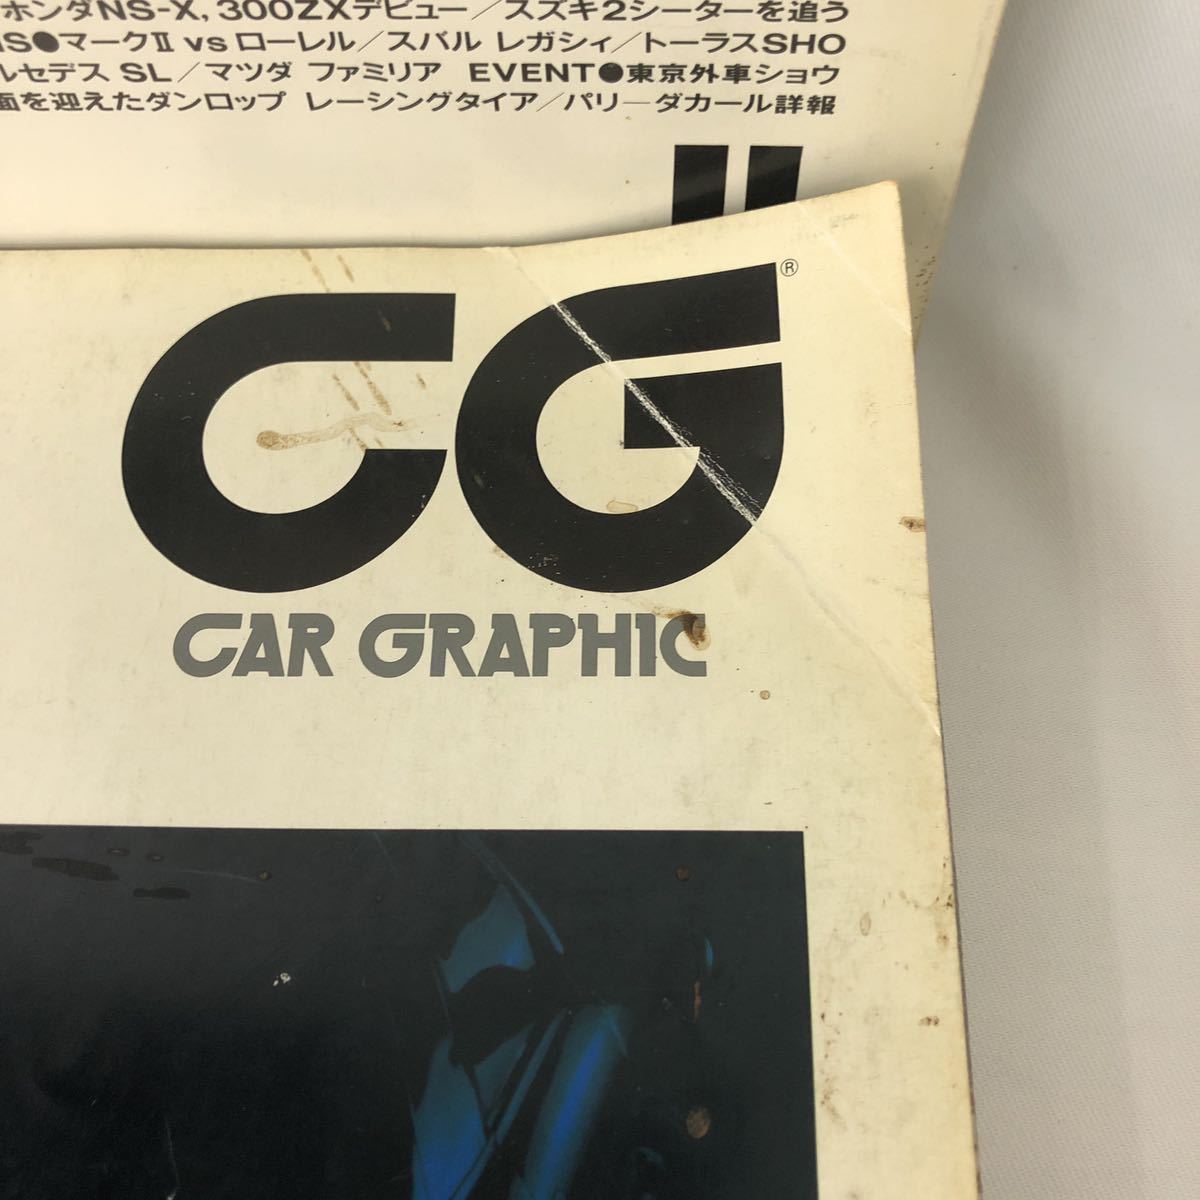 ホンダNS-X, 300ZXデビュー/スズキ2シーターを追う
マークII vs ローレル/スバル レガシィ/トーラスSHO
ルセデス SL/マツダ ファミリア EVENT●東京外車ショウ
面を迎えたダンロップ レーシングタイア/パリーダカール詳報
CG®
CAR GRAPHIC